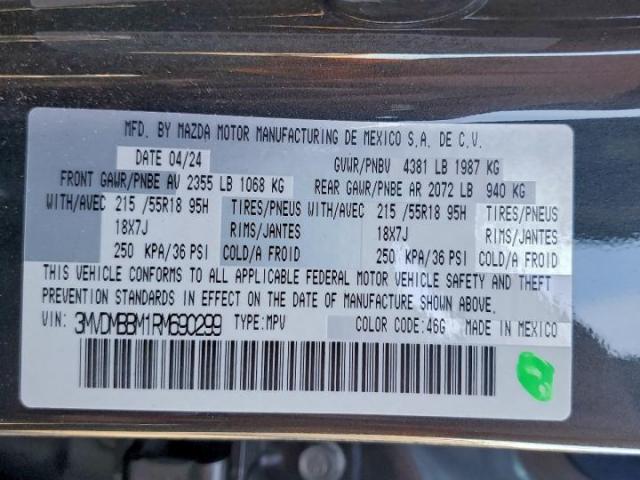 MFD. BY MAZDA MOTOR MANUFACTURING DE MEXICO S.A. DE C.V.
DATE 04/24 GVWR/PNBV 4381 LB 1987 KG
FRONT GAWR/PNBE AV 2355 LB 1068 KG REAR GAWR/PNBE AR 2072 LB 940 KG
WITH/AVEC 215 /55R18 95H TIRES/PNEUS WITH/AVEC 215 /55R18 95H TIRES/PNEUS
18X7J RIMS/JANTES 18X7J RIMS/JANTES
250 KPA/36 PSI COLD/A FROID 250 KPA/36 PSI COLD/A FROID
THIS VEHICLE CONFORMS TO ALL APPLICABLE FEDERAL MOTOR VEHICLE SAFETY AND THEFT
PREVENTION STANDARDS IN EFFECT ON THE DATE OF MANUFACTURE SHOWN ABOVE.
VIN: 3MVDMBBM1RM690299 TYPE:MPV COLOR CODE:46G MADE IN MEXICO